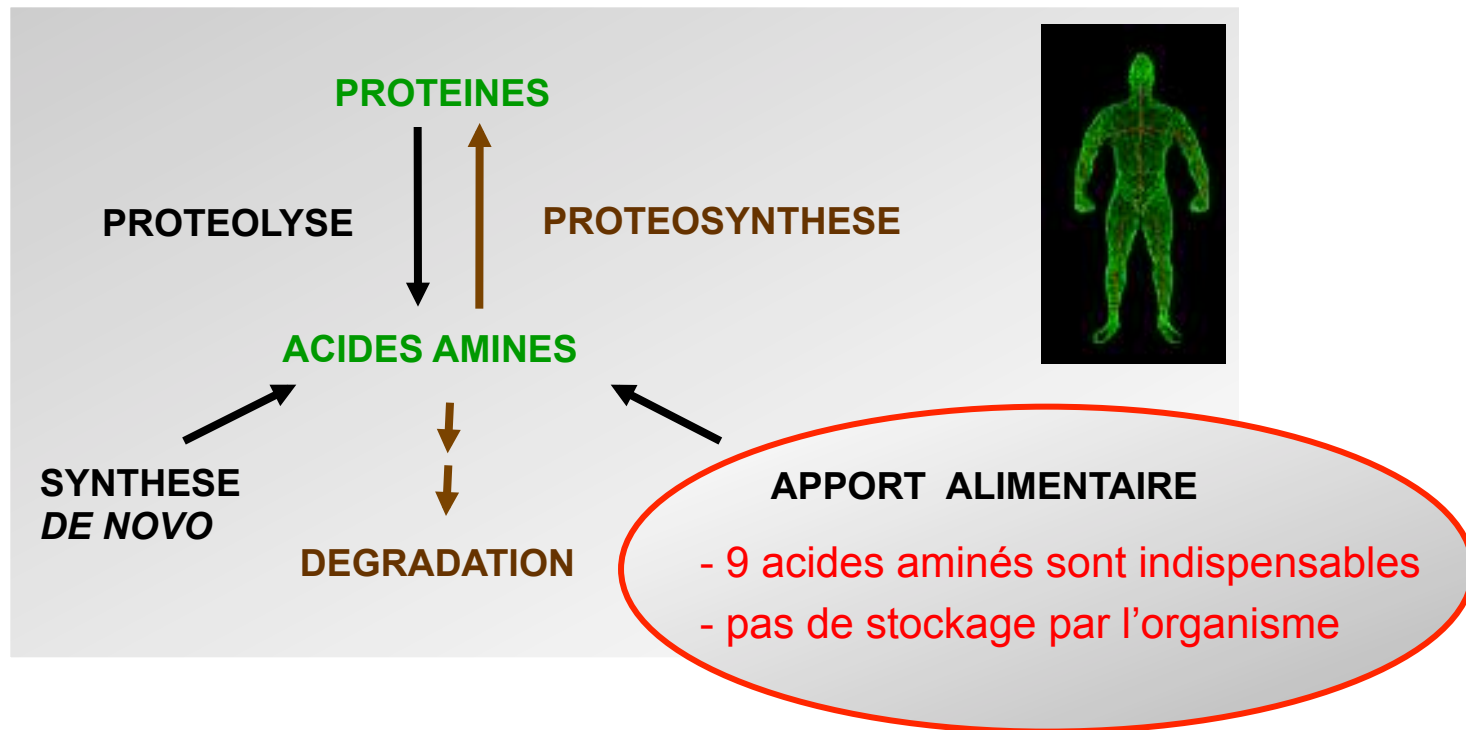 PROTEINES
PROTEOLYSE
PROTEOSYNTHESE
ACIDES AMINES
SYNTHESE
DE NOVO
DEGRADATION
APPORT ALIMENTAIRE
- 9 acides aminés sont indispensables
- pas de stockage par l'organisme